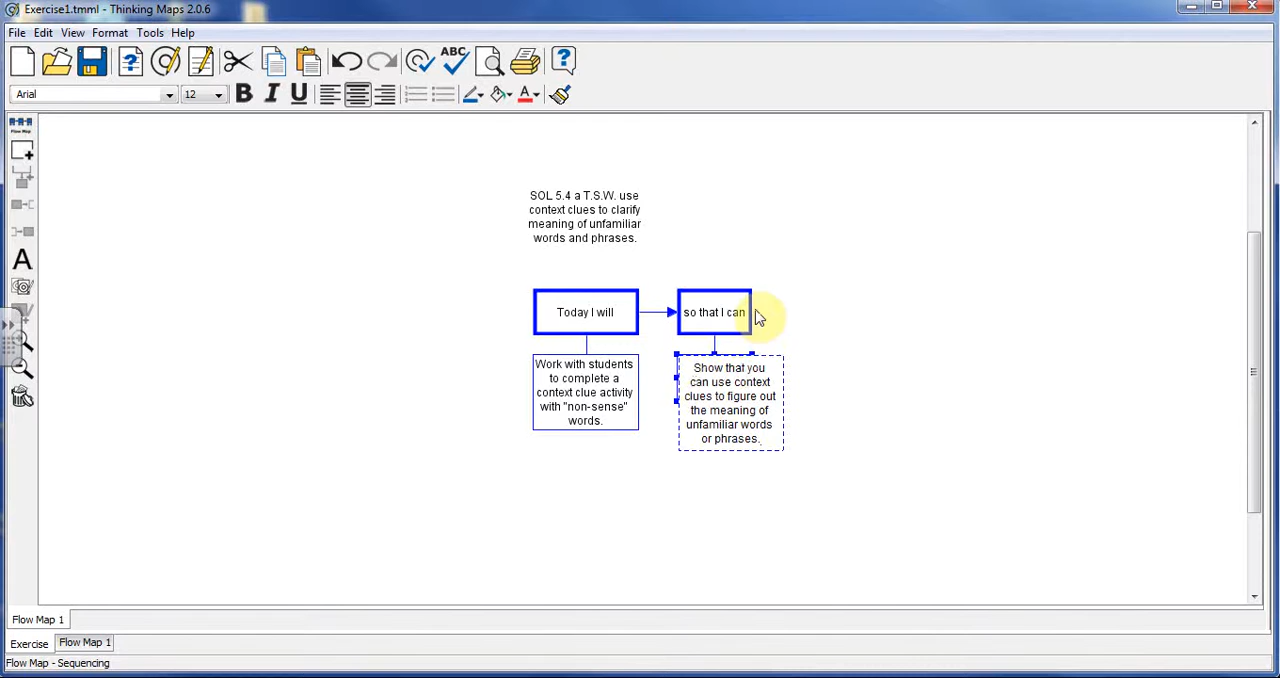 Exercise1.tmml - Thinking Maps 2.0.6
File Edit View Format Tools Help
ABC
Arial 12 B I U A
Flow Map
A
SOL 5.4 a T.S.W. use
context clues to clarify
meaning of unfamiliar
words and phrases.
Today I will
so that I can
Work with students
to complete a
context clue activity
with "non-sense"
words.
Show that you
can use context
clues to figure out
the meaning of
unfamiliar words
or phrases.
Flow Map 1
Exercise Flow Map 1
Flow Map - Sequencing